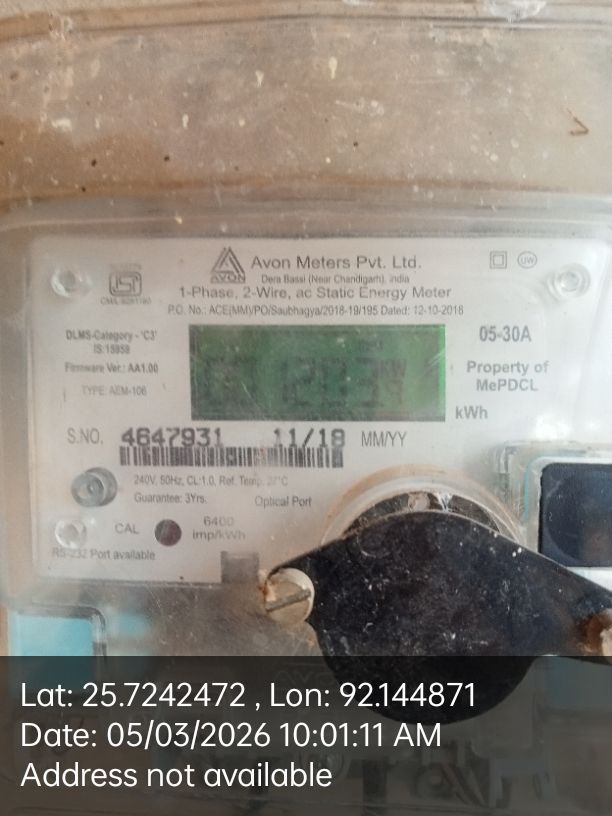 Avon Meters Pvt. Ltd.
AVON
Dera Bassi (Near Chandigarh), India
1-Phase, 2-Wire, ac Static Energy Meter
P.O. No.: ACE(MM)/PO/Saubhagya/2018-19/195 Dated: 12-10-2018
UW
ISI
DLMS-Category - 'C3'
IS:15959
Firmware Ver.: AA1.00
TYPE: AEM-106
05-30A
Property of
MePDCL
kWh
S.NO. 4647931 11/18 MM/YY
240V, 50Hz, CL:1.0, Ref. Temp. 27°C
Guarantee: 3Yrs. Optical Port
CAL
6400
imp/kWh
RS-232 Port available
Lat: 25.7242472 , Lon: 92.144871
Date: 05/03/2026 10:01:11 AM
Address not available